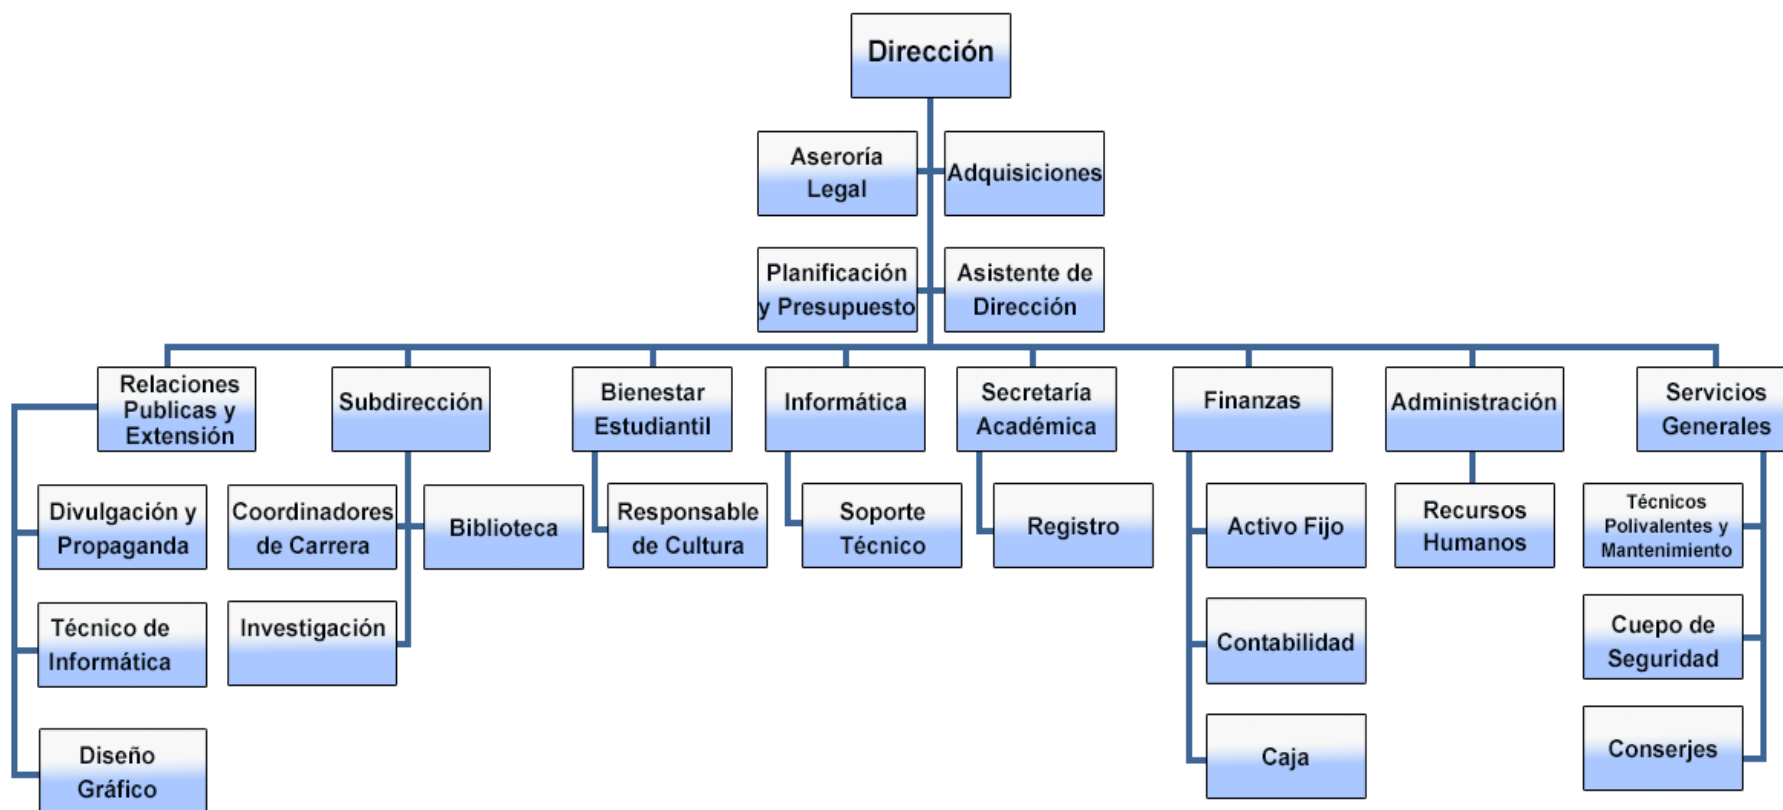 Dirección
Aseroría
Legal
Adquisiciones
Planificación
y Presupuesto
Asistente de
Dirección
Relaciones
Publicas y
Extensión
Subdirección
Bienestar
Estudiantil
Informática
Secretaría
Académica
Finanzas
Administración
Servicios
Generales
Divulgación y
Propaganda
Coordinadores
de Carrera
Biblioteca
Responsable
de Cultura
Soporte
Técnico
Registro
Activo Fijo
Recursos
Humanos
Técnicos
Polivalentes y
Mantenimiento
Técnico de
Informática
Investigación
Contabilidad
Cuepo de
Seguridad
Diseño
Gráfico
Caja
Conserjes